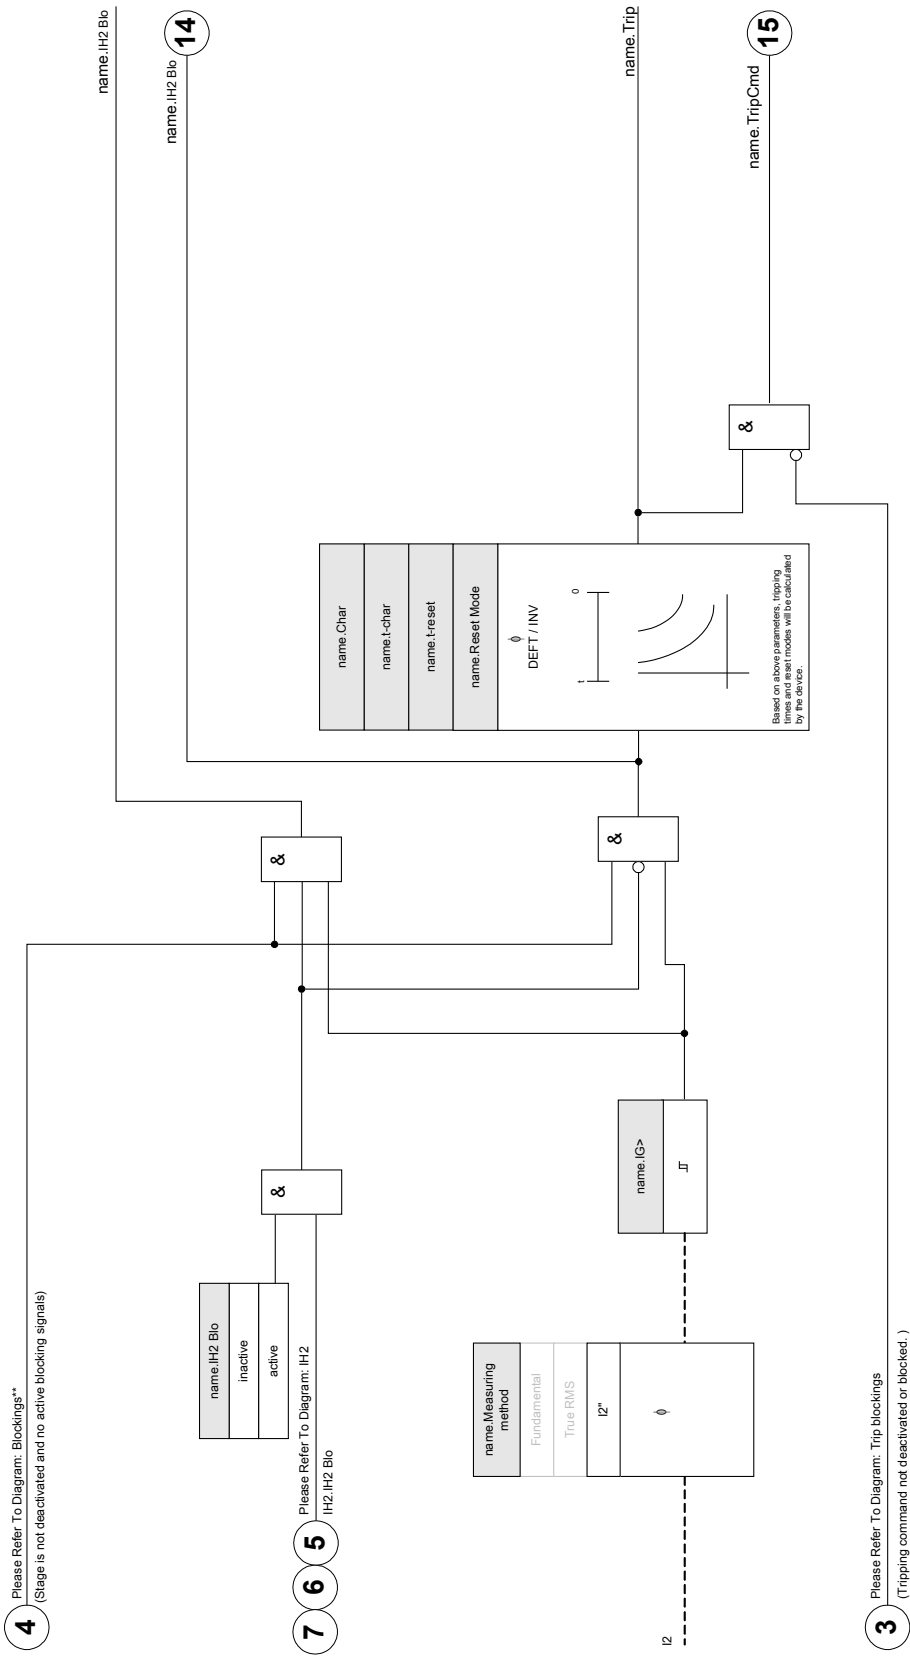 4
Please Refer To Diagram: Blockings**
(Stage is not deactivated and no active blocking signals)
name.IH2 Blo
name.IH2 Blo
14
name.IH2 Blo
inactive
active
&
&
7
6
5
Please Refer To Diagram: IH2
IH2.IH2 Blo
name.Char
name.t-char
name.t-reset
name.Reset Mode
ϕ
DEFT / INV
t
0
Based on above parameters, tripping
times and reset modes will be calculated
by the device.
name.Measuring
method
Fundamental
True RMS
I2"
ϕ
I2
name.IG>
&
name.Trip
&
name.TripCmd
15
3
Please Refer To Diagram: Trip blockings
(Tripping command not deactivated or blocked. )